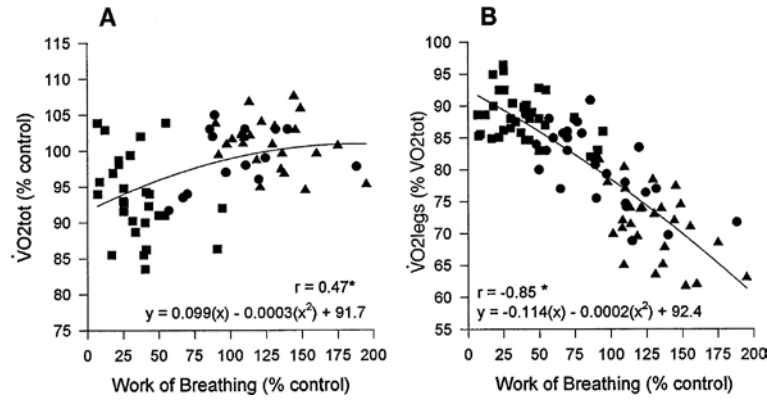 A
V̇O2tot (% control)
115
110
105
100
95
90
85
80
75
r = 0.47*
y = 0.099(x) - 0.0003(x²) + 91.7
0 25 50 75 100 125 150 175 200
Work of Breathing (% control)
B
V̇O2legs (% VO2tot)
100
95
90
85
80
75
70
65
60
55
r = -0.85 *
y = -0.114(x) - 0.0002(x²) + 92.4
0 25 50 75 100 125 150 175 200
Work of Breathing (% control)